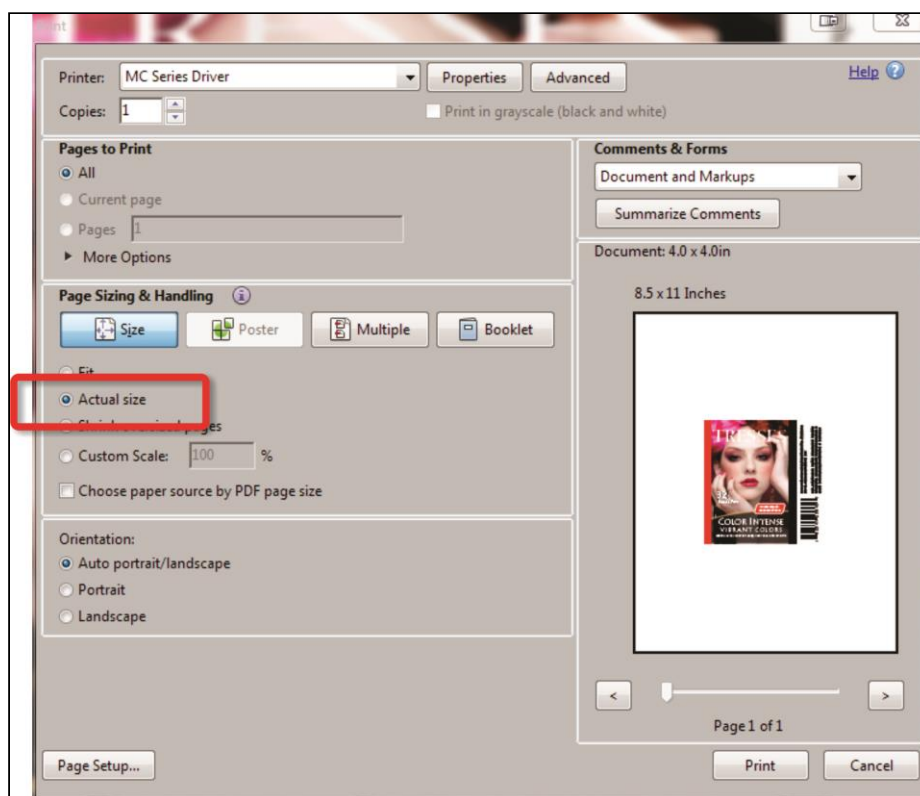 Printer: MC Series Driver Properties Advanced Help
Copies: 1 Print in grayscale (black and white)
Pages to Print
All
Current page
Pages 1
More Options
Comments & Forms
Document and Markups
Summarize Comments
Page Sizing & Handling
Size Poster Multiple Booklet
Fit
Actual size
Shrink oversized pages
Custom Scale: 100 %
Choose paper source by PDF page size
Orientation:
Auto portrait/landscape
Portrait
Landscape
Document: 4.0 x 4.0in
8.5 x 11 Inches
COLOR INTENSE
VIBRANT COLORS
< >
Page 1 of 1
Page Setup... Print Cancel